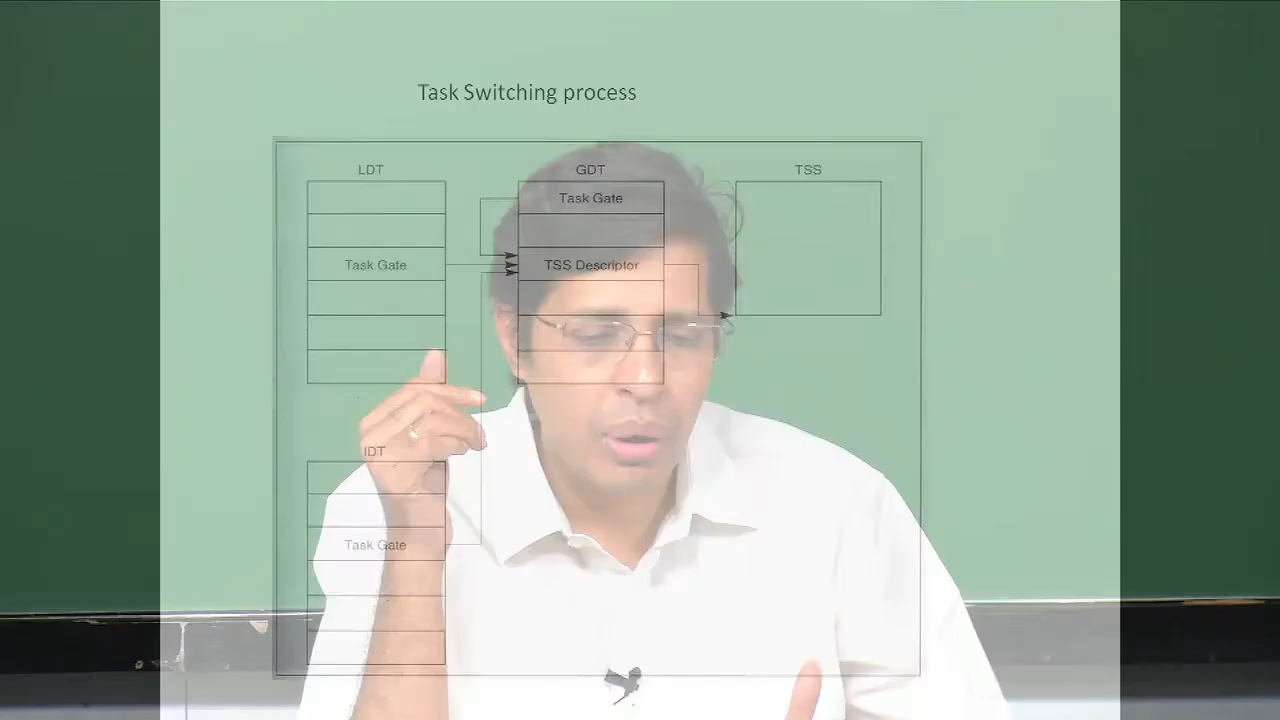 Task Switching process
LDT
GDT
TSS
Task Gate
Task Gate
TSS Descriptor
IDT
Task Gate